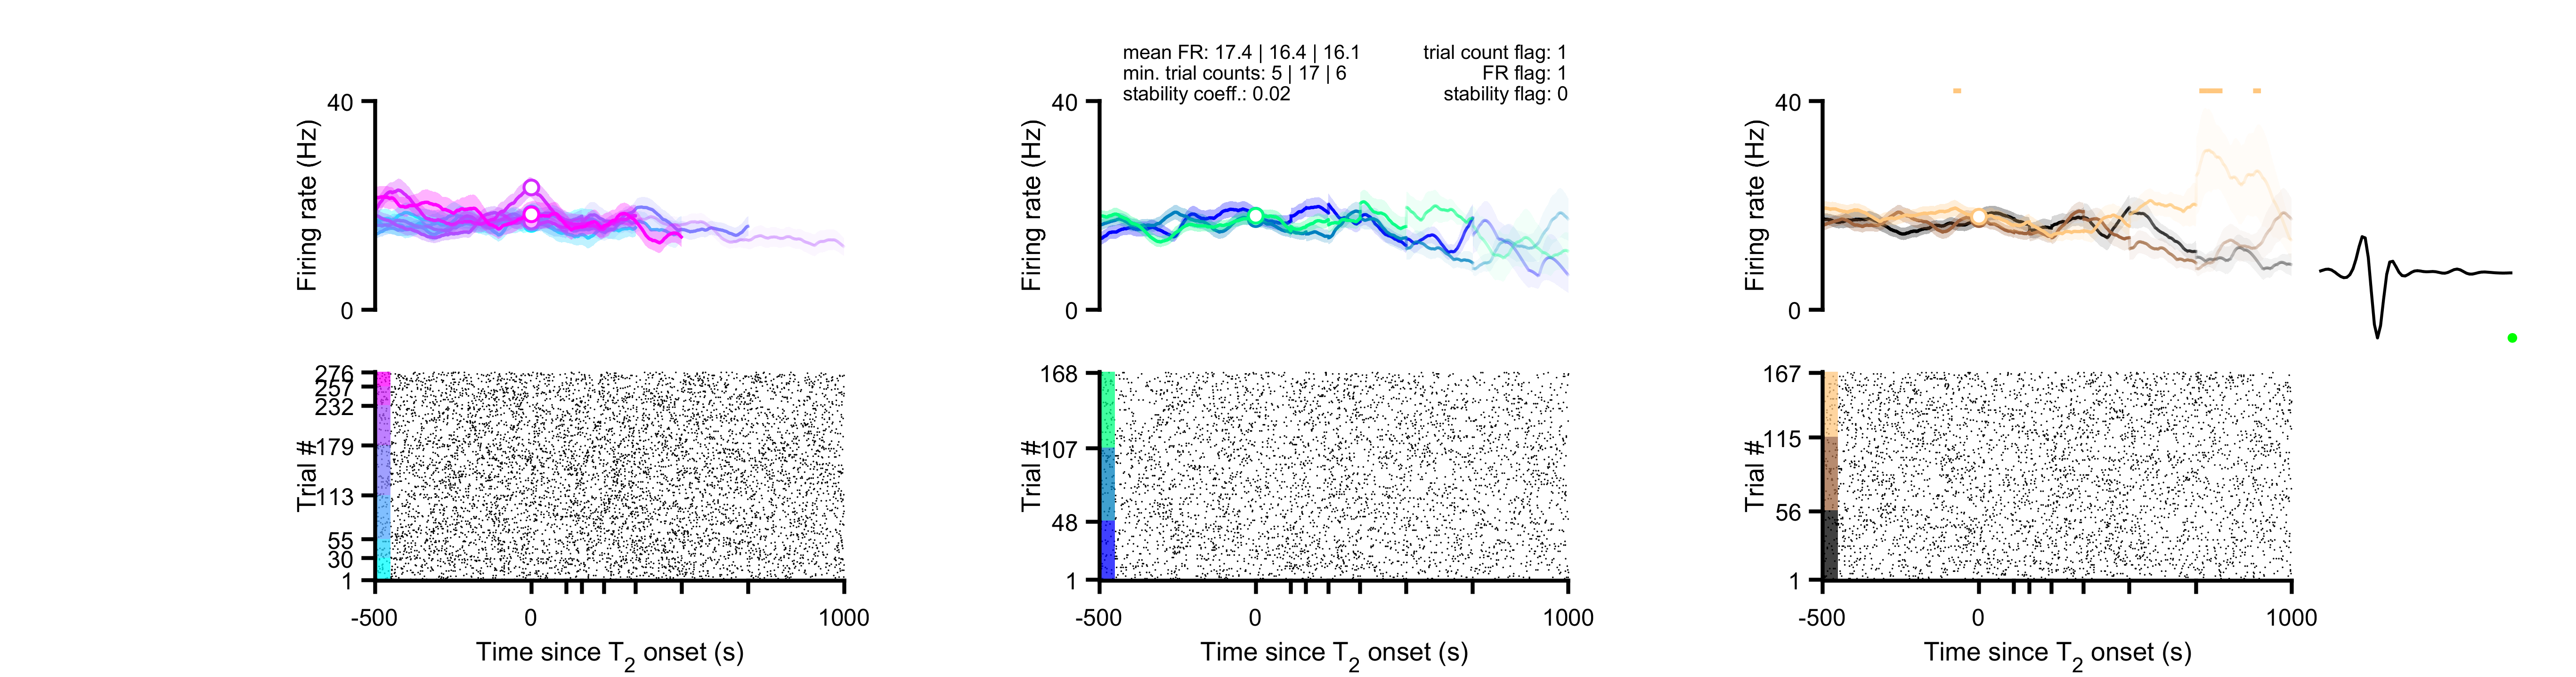 mean FR: 17.4 | 16.4 | 16.1
min. trial counts: 5 | 17 | 6
stability coeff.: 0.02
trial count flag: 1
FR flag: 1
stability flag: 0
40
Firing rate (Hz)
0
276
257
232
179
113
55
30
1
Trial #
-500
0
1000
Time since T2 onset (s)
40
Firing rate (Hz)
0
168
107
48
1
Trial #
-500
0
1000
Time since T2 onset (s)
40
Firing rate (Hz)
0
167
115
56
1
Trial #
-500
0
1000
Time since T2 onset (s)